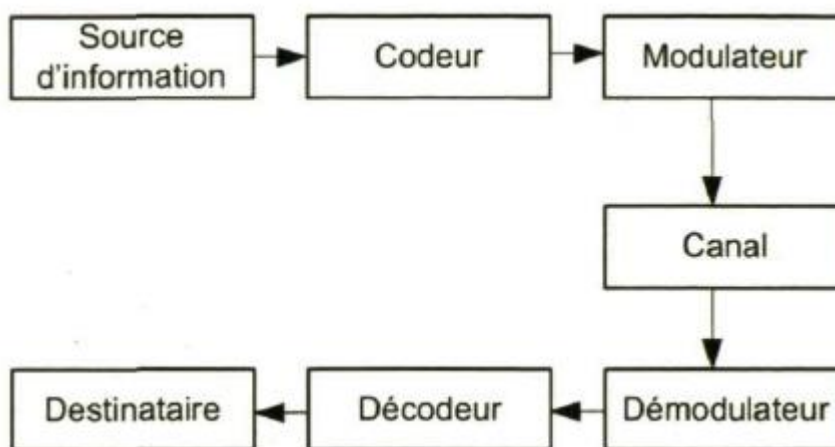 Source
d'information
Codeur
Modulateur
Canal
Démodulateur
Décodeur
Destinataire